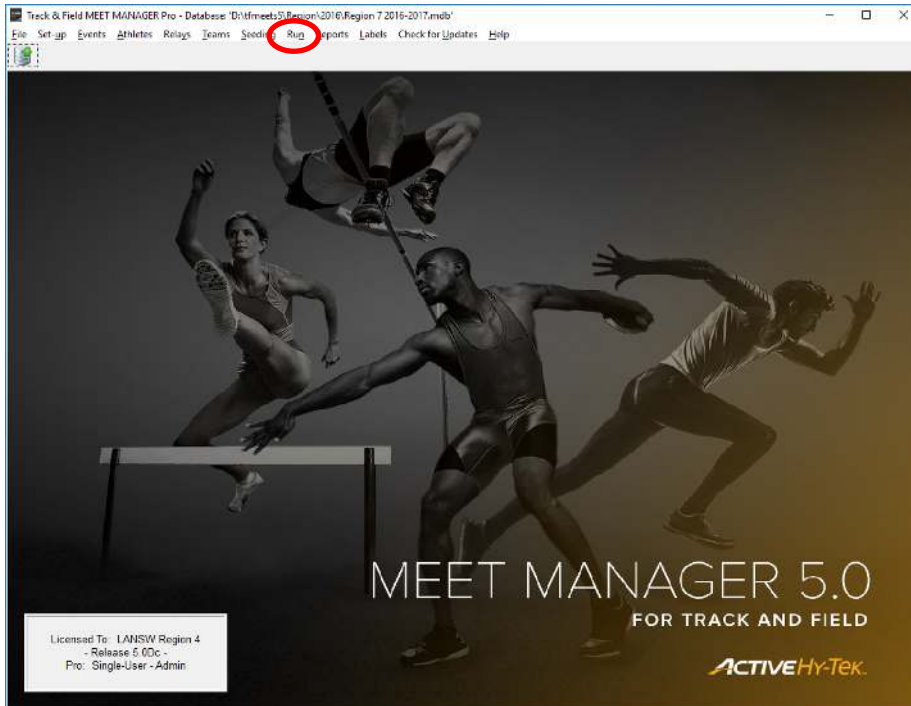 Track & Field MEET MANAGER Pro - Database: 'D:\tfmeets5\Region\2016\Region 7 2016-2017.mdb'
File Set-up Events Athletes Relays Teams Seeding Run Reports Labels Check for Updates Help
MEET MANAGER 5.0
FOR TRACK AND FIELD
Licensed To: LANSW Region 4
- Release 5.0Dc -
Pro: Single-User - Admin
ACTIVE HY-TEK